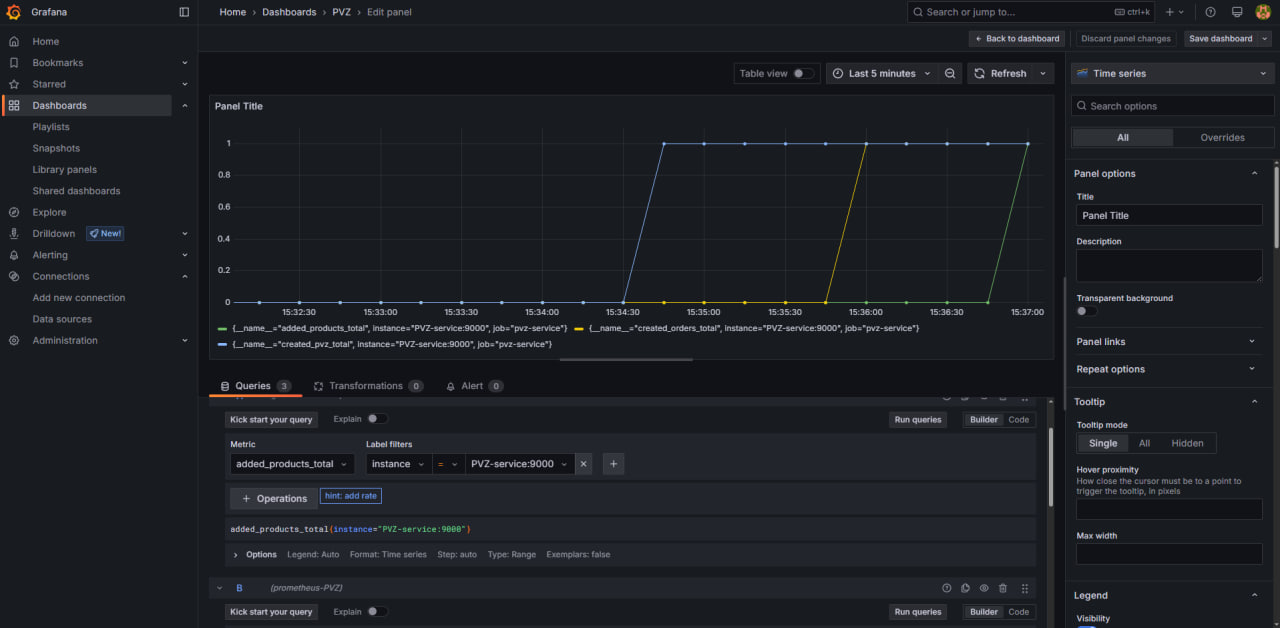 Grafana
Home
Dashboards
PVZ
Edit panel
Search or jump to...
ctrl+k
Back to dashboard
Discard panel changes
Save dashboard
Home
Bookmarks
Starred
Dashboards
Playlists
Snapshots
Library panels
Shared dashboards
Explore
Drilldown
New!
Alerting
Connections
Add new connection
Data sources
Administration
Table view
Last 5 minutes
Refresh
Panel Title
1
0.8
0.6
0.4
0.2
0
15:32:30
15:33:00
15:33:30
15:34:00
15:34:30
15:35:00
15:35:30
15:36:00
15:36:30
15:37:00
{__name__="added_products_total", instance="PVZ-service:9000", job="pvz-service"}
{__name__="created_orders_total", instance="PVZ-service:9000", job="pvz-service"}
{__name__="created_pvz_total", instance="PVZ-service:9000", job="pvz-service"}
Queries 3
Transformations 0
Alert 0
Kick start your query
Explain
Run queries
Builder
Code
Metric
Label filters
added_products_total
instance
=
PVZ-service:9000
Operations
hint: add rate
added_products_total{instance="PVZ-service:9000"}
Options
Legend: Auto
Format: Time series
Step: auto
Type: Range
Exemplars: false
B
(prometheus-PVZ)
Kick start your query
Explain
Run queries
Builder
Code
Time series
Search options
All
Overrides
Panel options
Title
Panel Title
Description
Transparent background
Panel links
Repeat options
Tooltip
Tooltip mode
Single
All
Hidden
Hover proximity
How close the cursor must be to a point to
trigger the tooltip, in pixels
Max width
Legend
Visibility